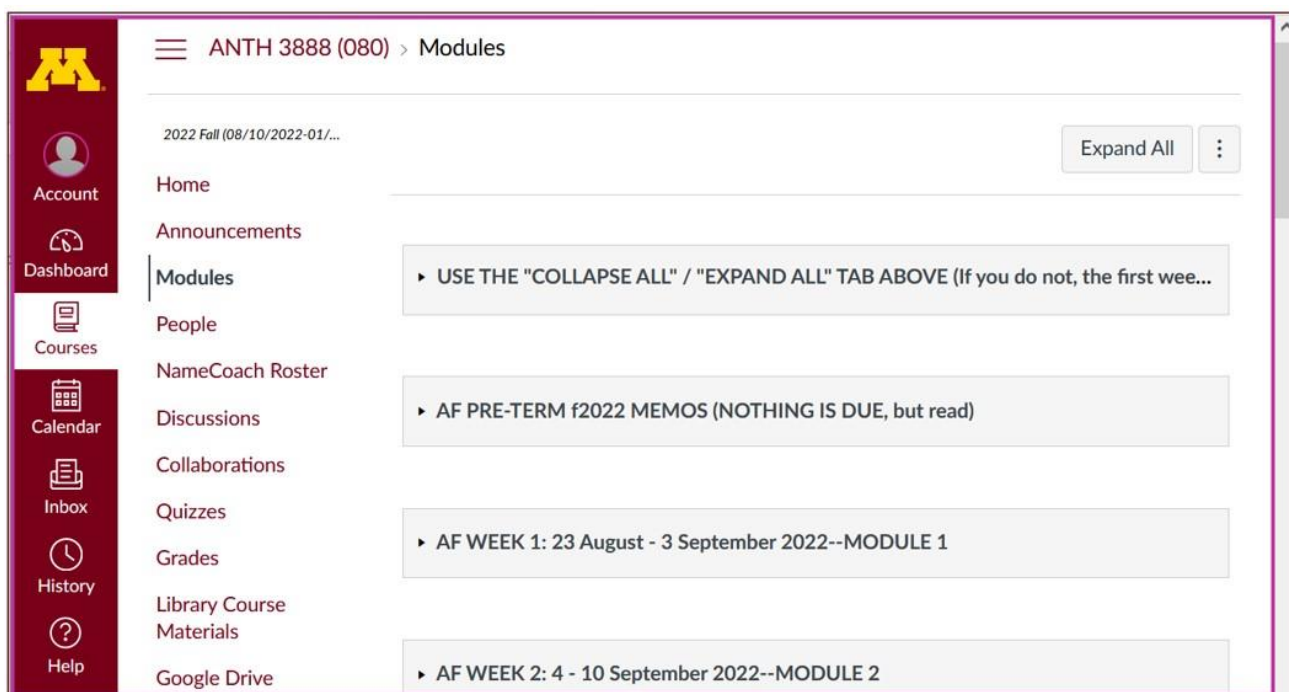 ANTH 3888 (080) > Modules
2022 Fall (08/10/2022-01/...
Expand All
Account
Dashboard
Courses
Calendar
Inbox
History
Help
Home
Announcements
Modules
People
NameCoach Roster
Discussions
Collaborations
Quizzes
Grades
Library Course
Materials
Google Drive
USE THE "COLLAPSE ALL" / "EXPAND ALL" TAB ABOVE (If you do not, the first wee...
AF PRE-TERM f2022 MEMOS (NOTHING IS DUE, but read)
AF WEEK 1: 23 August - 3 September 2022--MODULE 1
AF WEEK 2: 4 - 10 September 2022--MODULE 2